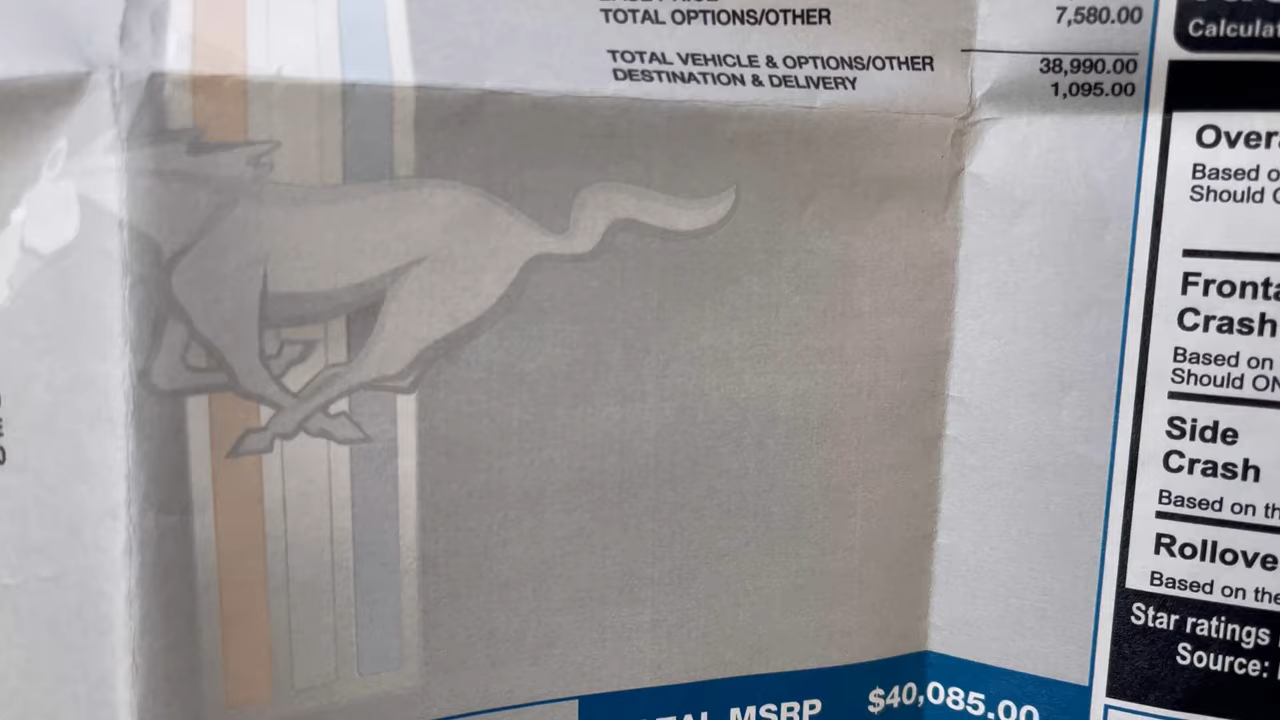 TOTAL OPTIONS/OTHER 7,580.00
TOTAL VEHICLE & OPTIONS/OTHER 38,990.00
DESTINATION & DELIVERY 1,095.00
MSRP $40,085.00
Calculat
Overa
Based o
Should O
Fronta
Crash
Based on
Should ON
Side
Crash
Based on th
Rollove
Based on the
Star ratings
Source: